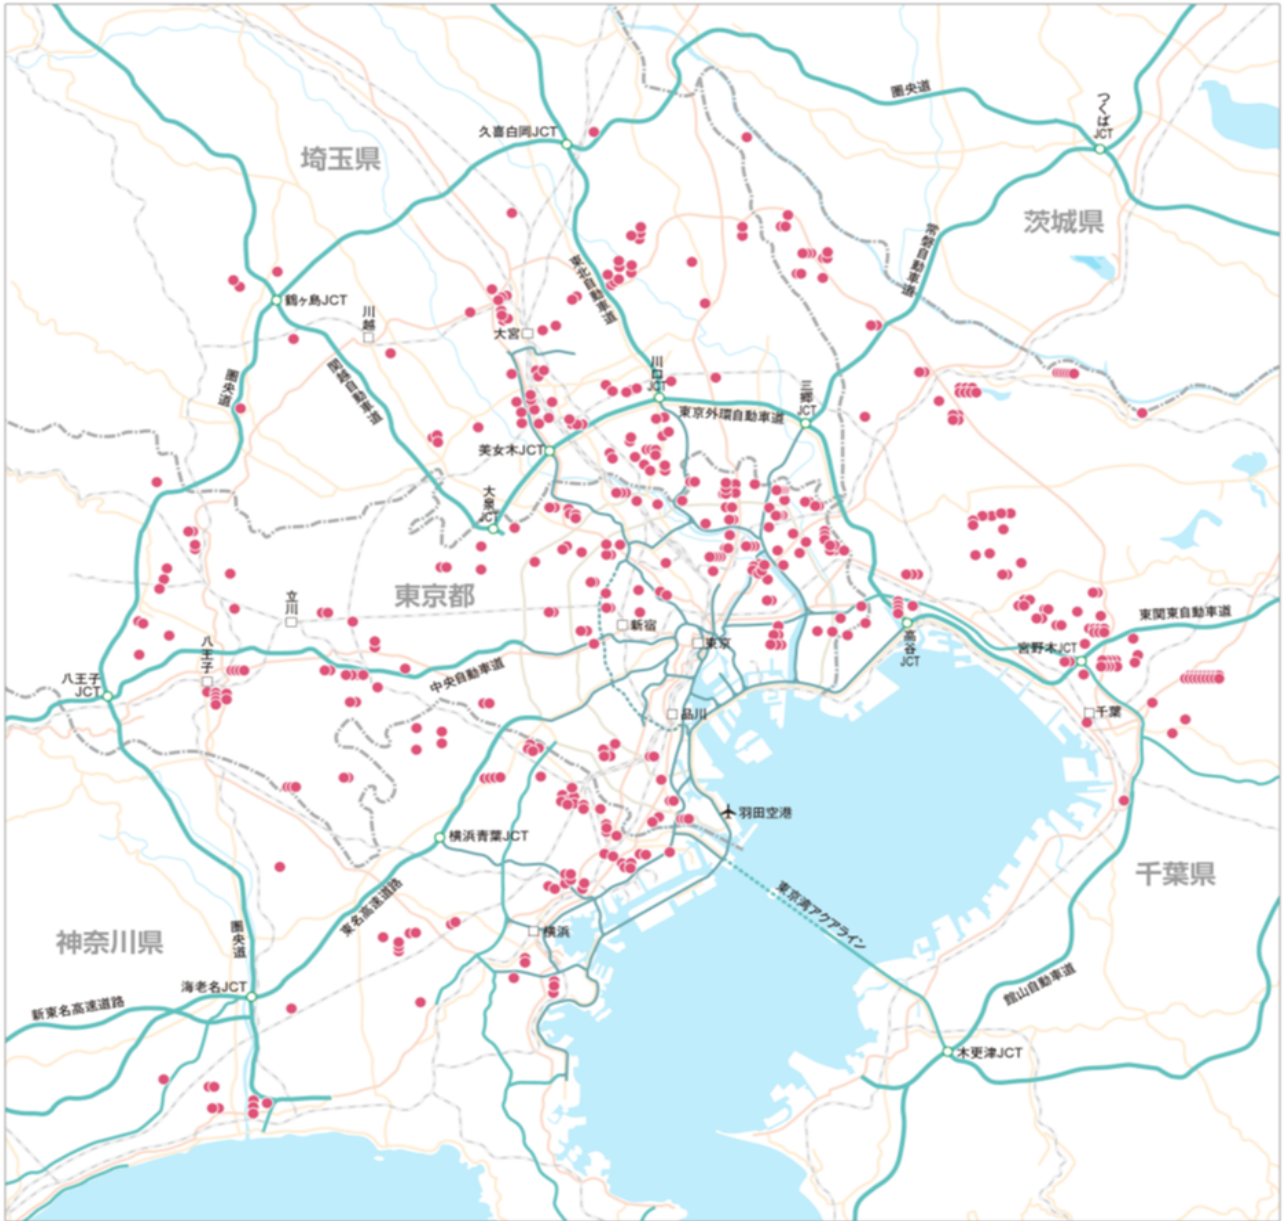 圏央道
つくば
JCT
久喜白岡JCT
埼玉県
茨城県
常磐自動車道
東北自動車道
鶴ヶ島JCT
川越
大宮
関越自動車道
圏央道
川口
JCT
三郷
JCT
東京外環自動車道
美女木JCT
大泉
JCT
東京都
立川
新宿
東京
高谷
JCT
東関東自動車道
宮野木JCT
八王子
八王子
JCT
中央自動車道
品川
千葉
羽田空港
横浜青葉JCT
千葉県
東京湾アクアライン
東名高速道路
神奈川県
圏央道
横浜
海老名JCT
新東名高速道路
館山自動車道
木更津JCT